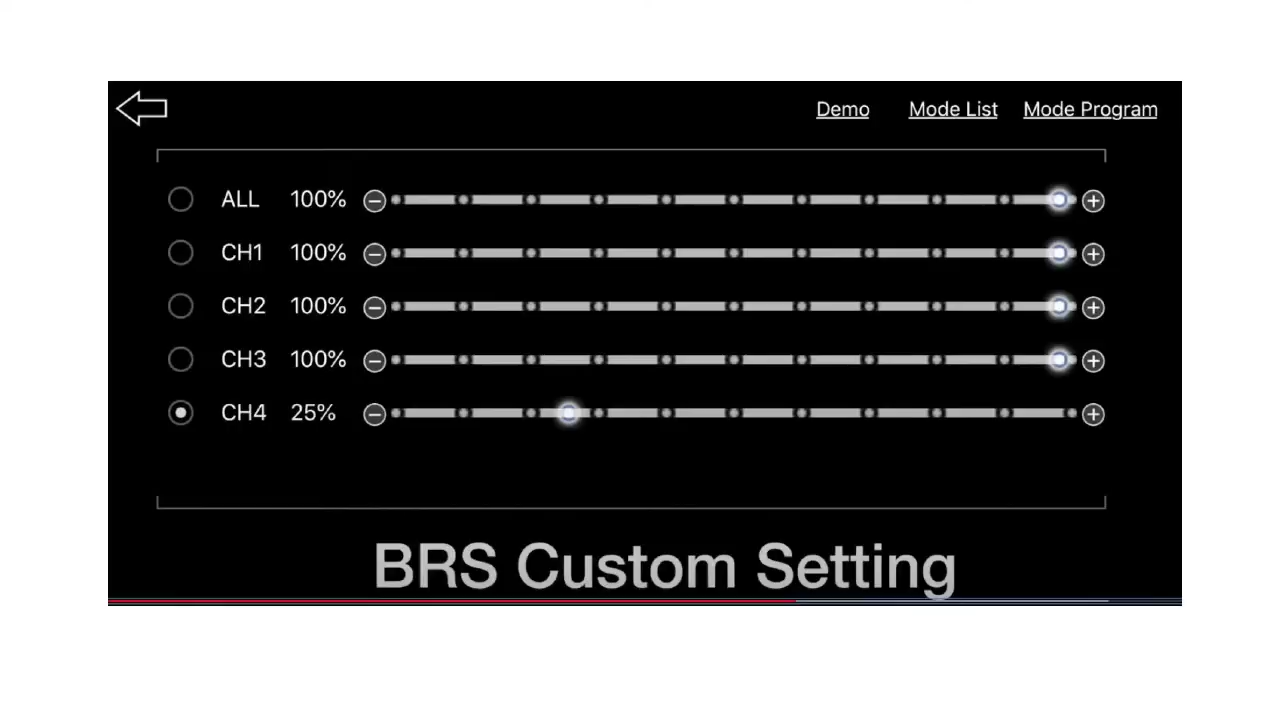 Demo Mode List Mode Program
ALL 100%
CH1 100%
CH2 100%
CH3 100%
CH4 25%
BRS Custom Setting